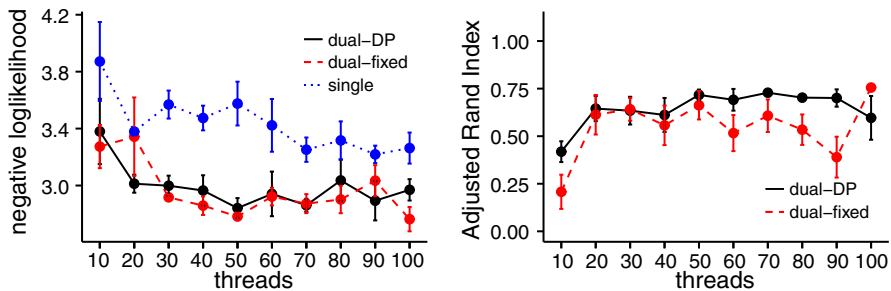 negative loglikelihood
4.2
3.8
3.4
3.0
dual−DP
dual−fixed
single
10 20 30 40 50 60 70 80 90 100
threads
Adjusted Rand Index
1.00
0.75
0.50
0.25
0.00
dual−DP
dual−fixed
10 20 30 40 50 60 70 80 90 100
threads